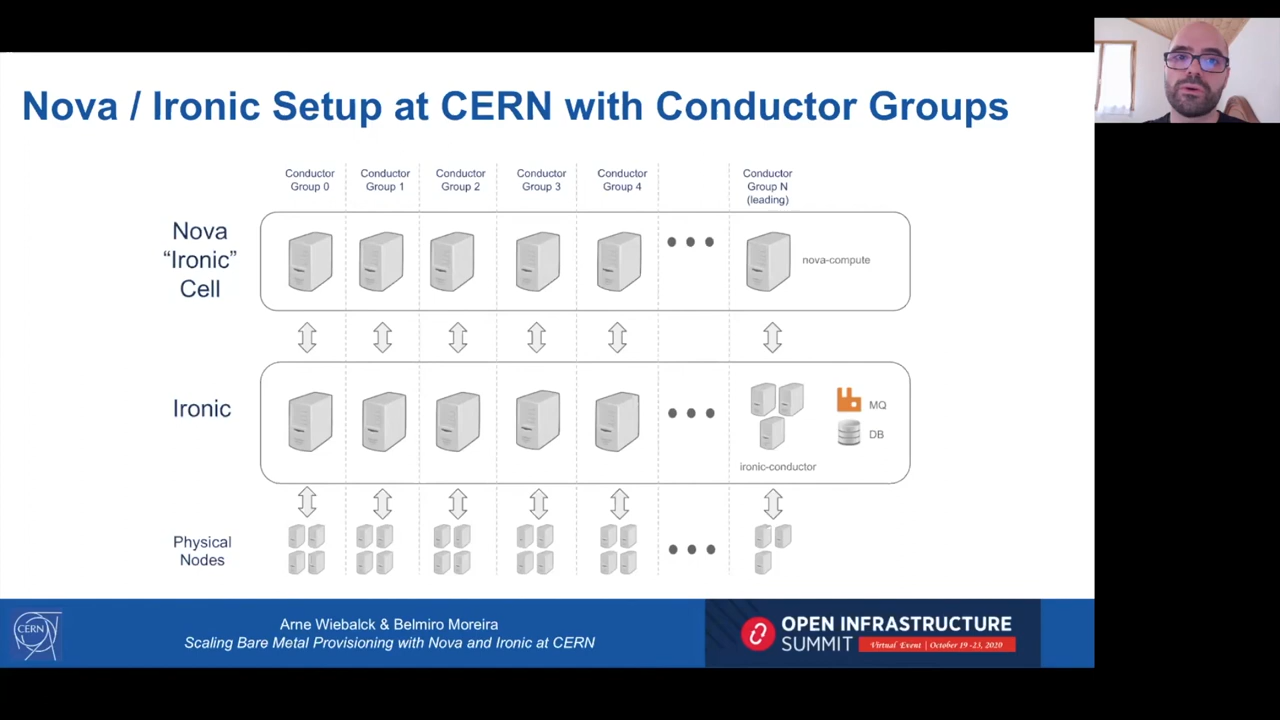 Nova / Ironic Setup at CERN with Conductor Groups
Conductor
Group 0
Conductor
Group 1
Conductor
Group 2
Conductor
Group 3
Conductor
Group 4
Conductor
Group N
(leading)
Nova
“Ironic”
Cell
nova-compute
Ironic
MQ
DB
ironic-conductor
Physical
Nodes
CERN
Arne Wiebalck & Belmiro Moreira
Scaling Bare Metal Provisioning with Nova and Ironic at CERN
OPEN INFRASTRUCTURE
SUMMIT
Virtual Event | October 19 -23, 2020